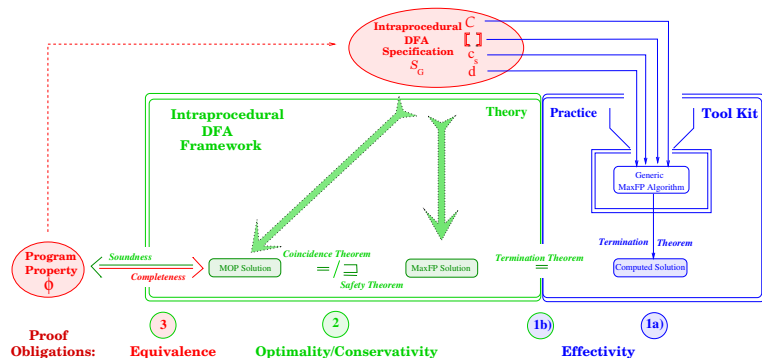 Intraprocedural
DFA
Specification
S_G
C
⟦ ⟧
c_s
d
Intraprocedural
DFA
Framework
Theory
Practice
Tool Kit
Generic
MaxFP Algorithm
Termination Theorem
Computed Solution
Program
Property
ϕ
Soundness
Completeness
MOP Solution
Coincidence Theorem
= / ⊒
Safety Theorem
MaxFP Solution
Termination Theorem
=
3
2
1b)
1a)
Proof
Obligations:
Equivalence
Optimality/Conservativity
Effectivity